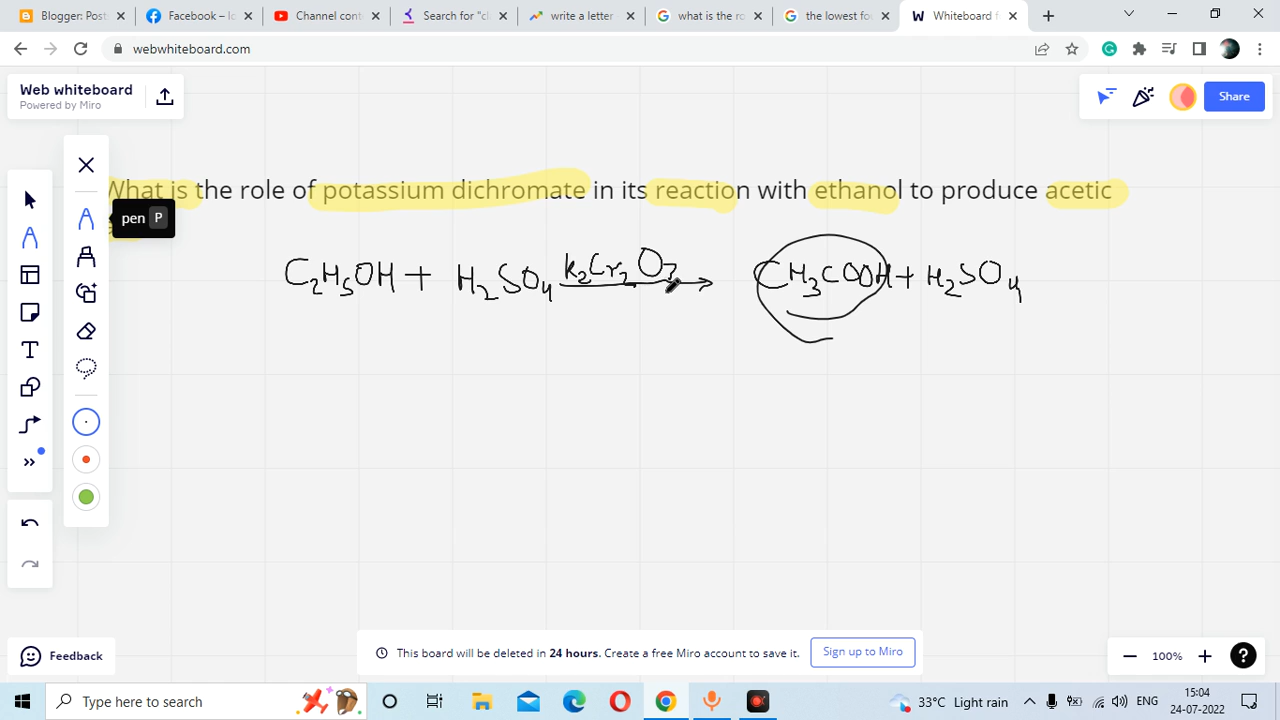 Blogger: Post
Facebook – lo
Channel cont
Search for "cl
write a letter -
what is the ro
the lowest fou
Whiteboard f
webwhiteboard.com
Web whiteboard
Powered by Miro
Share
What is the role of potassium dichromate in its reaction with ethanol to produce acetic
pen P
K2Cr2O7
C2H5OH + H2SO4 → CH3COOH + H2SO4
Feedback
This board will be deleted in 24 hours. Create a free Miro account to save it.
Sign up to Miro
100%
Type here to search
33°C Light rain
ENG
15:04
24-07-2022